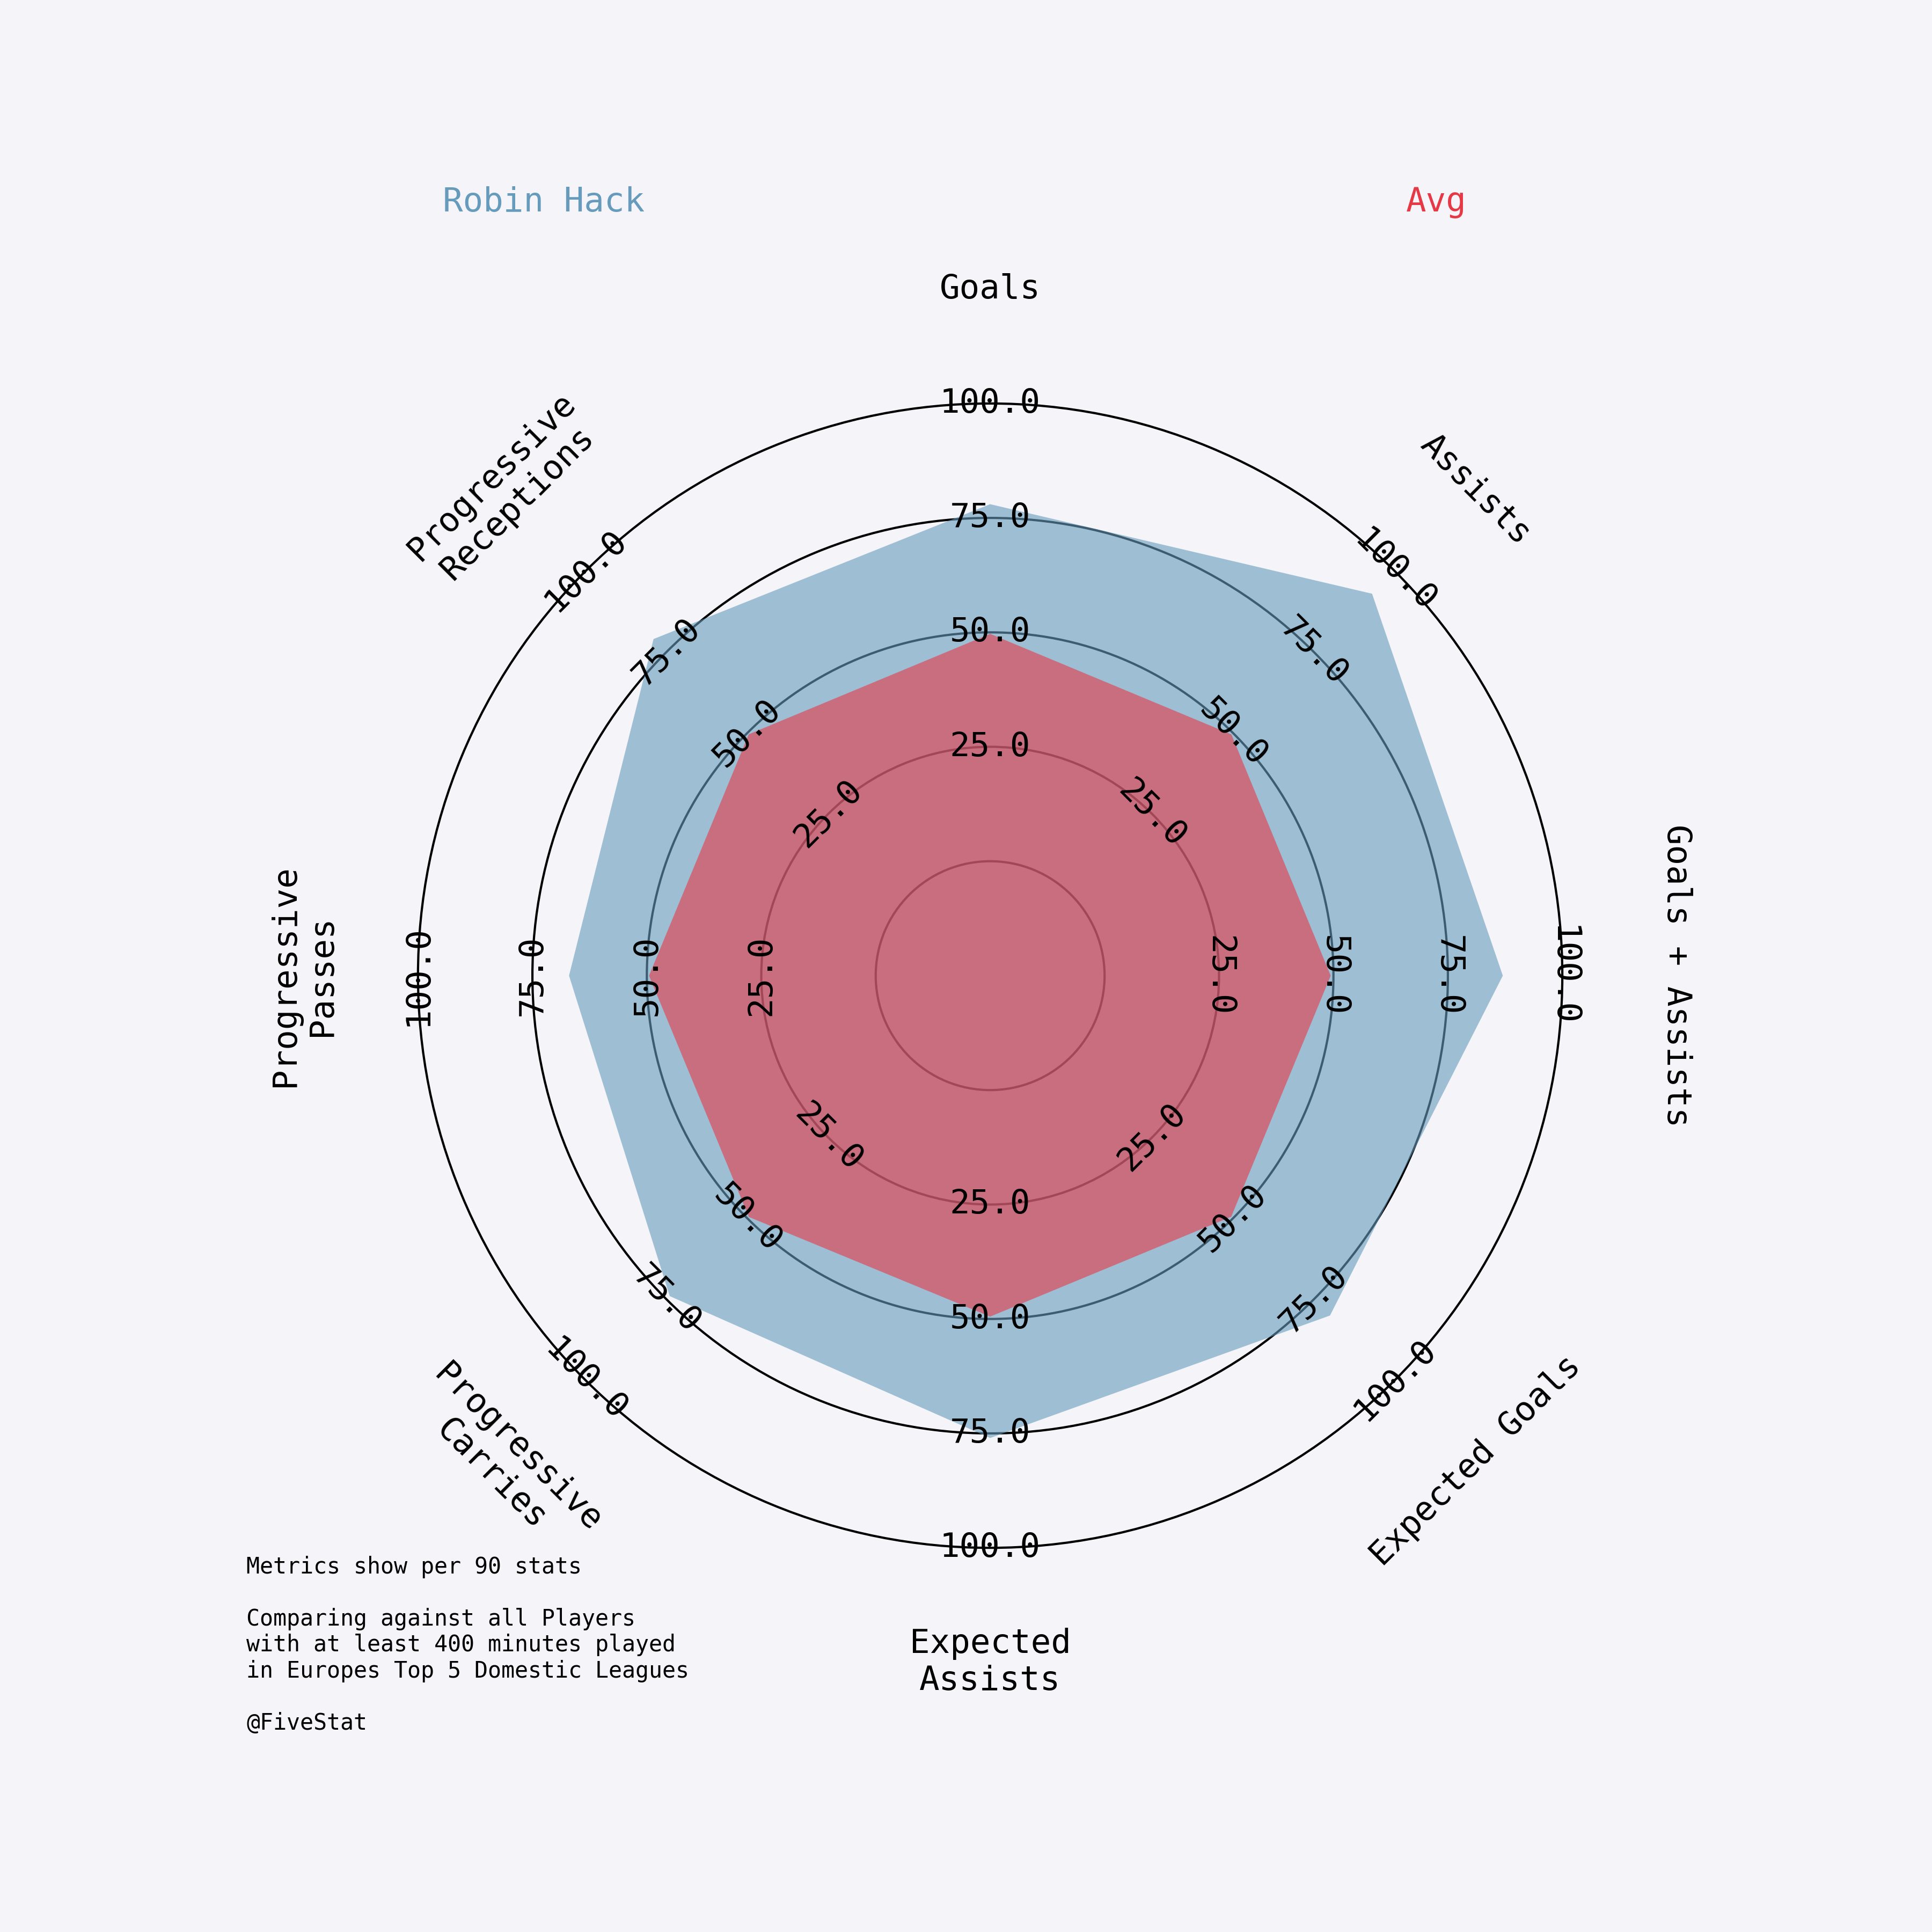 Robin Hack
Avg
Goals
Assists
Goals + Assists
Expected Goals
Expected
Assists
Progressive
Carries
Progressive
Passes
Progressive
Receptions
25.0
50.0
75.0
100.0
25.0
50.0
75.0
100.0
25.0
50.0
75.0
100.0
25.0
50.0
75.0
100.0
25.0
50.0
75.0
100.0
25.0
50.0
75.0
100.0
25.0
50.0
75.0
100.0
25.0
50.0
75.0
100.0
Metrics show per 90 stats
Comparing against all Players
with at least 400 minutes played
in Europes Top 5 Domestic Leagues
@FiveStat